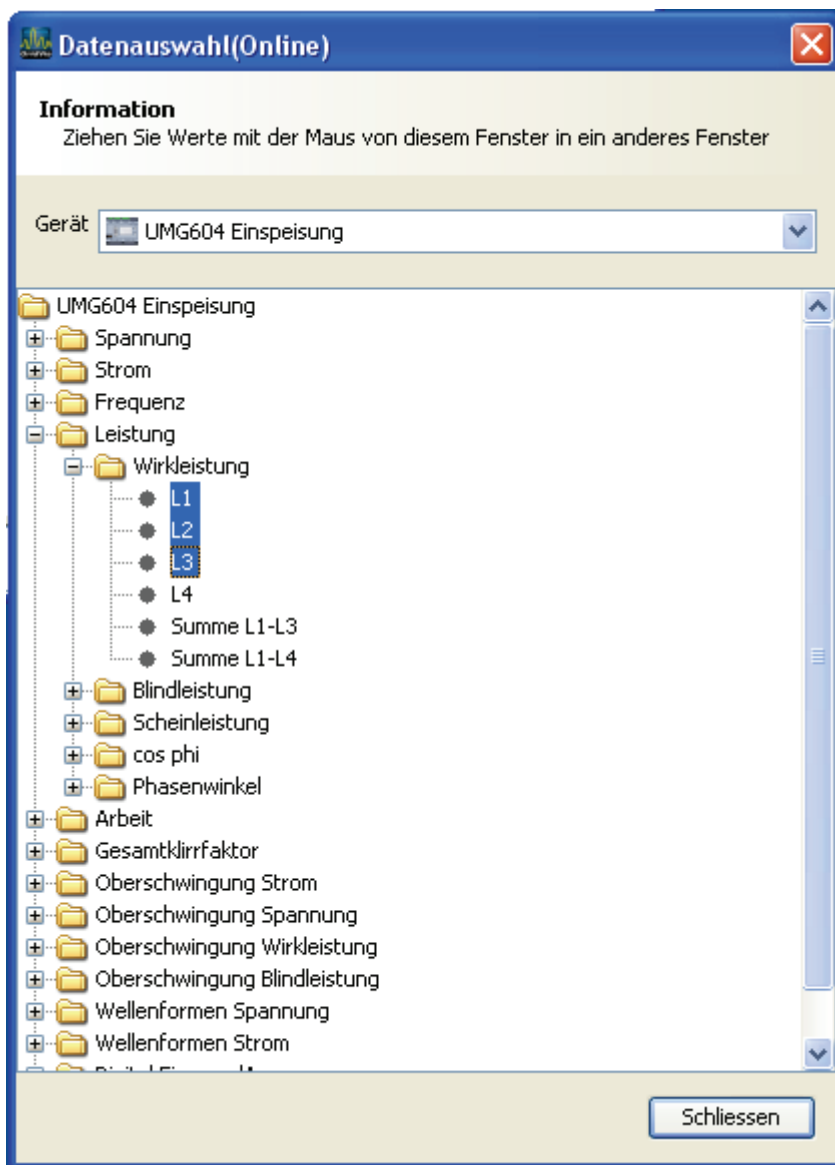 Datenauswahl(Online)
Information
Ziehen Sie Werte mit der Maus von diesem Fenster in ein anderes Fenster
Gerät UMG604 Einspeisung
UMG604 Einspeisung
Spannung
Strom
Frequenz
Leistung
Wirkleistung
L1
L2
L3
L4
Summe L1-L3
Summe L1-L4
Blindleistung
Scheinleistung
cos phi
Phasenwinkel
Arbeit
Gesamtklirrfaktor
Oberschwingung Strom
Oberschwingung Spannung
Oberschwingung Wirkleistung
Oberschwingung Blindleistung
Wellenformen Spannung
Wellenformen Strom
Schliessen